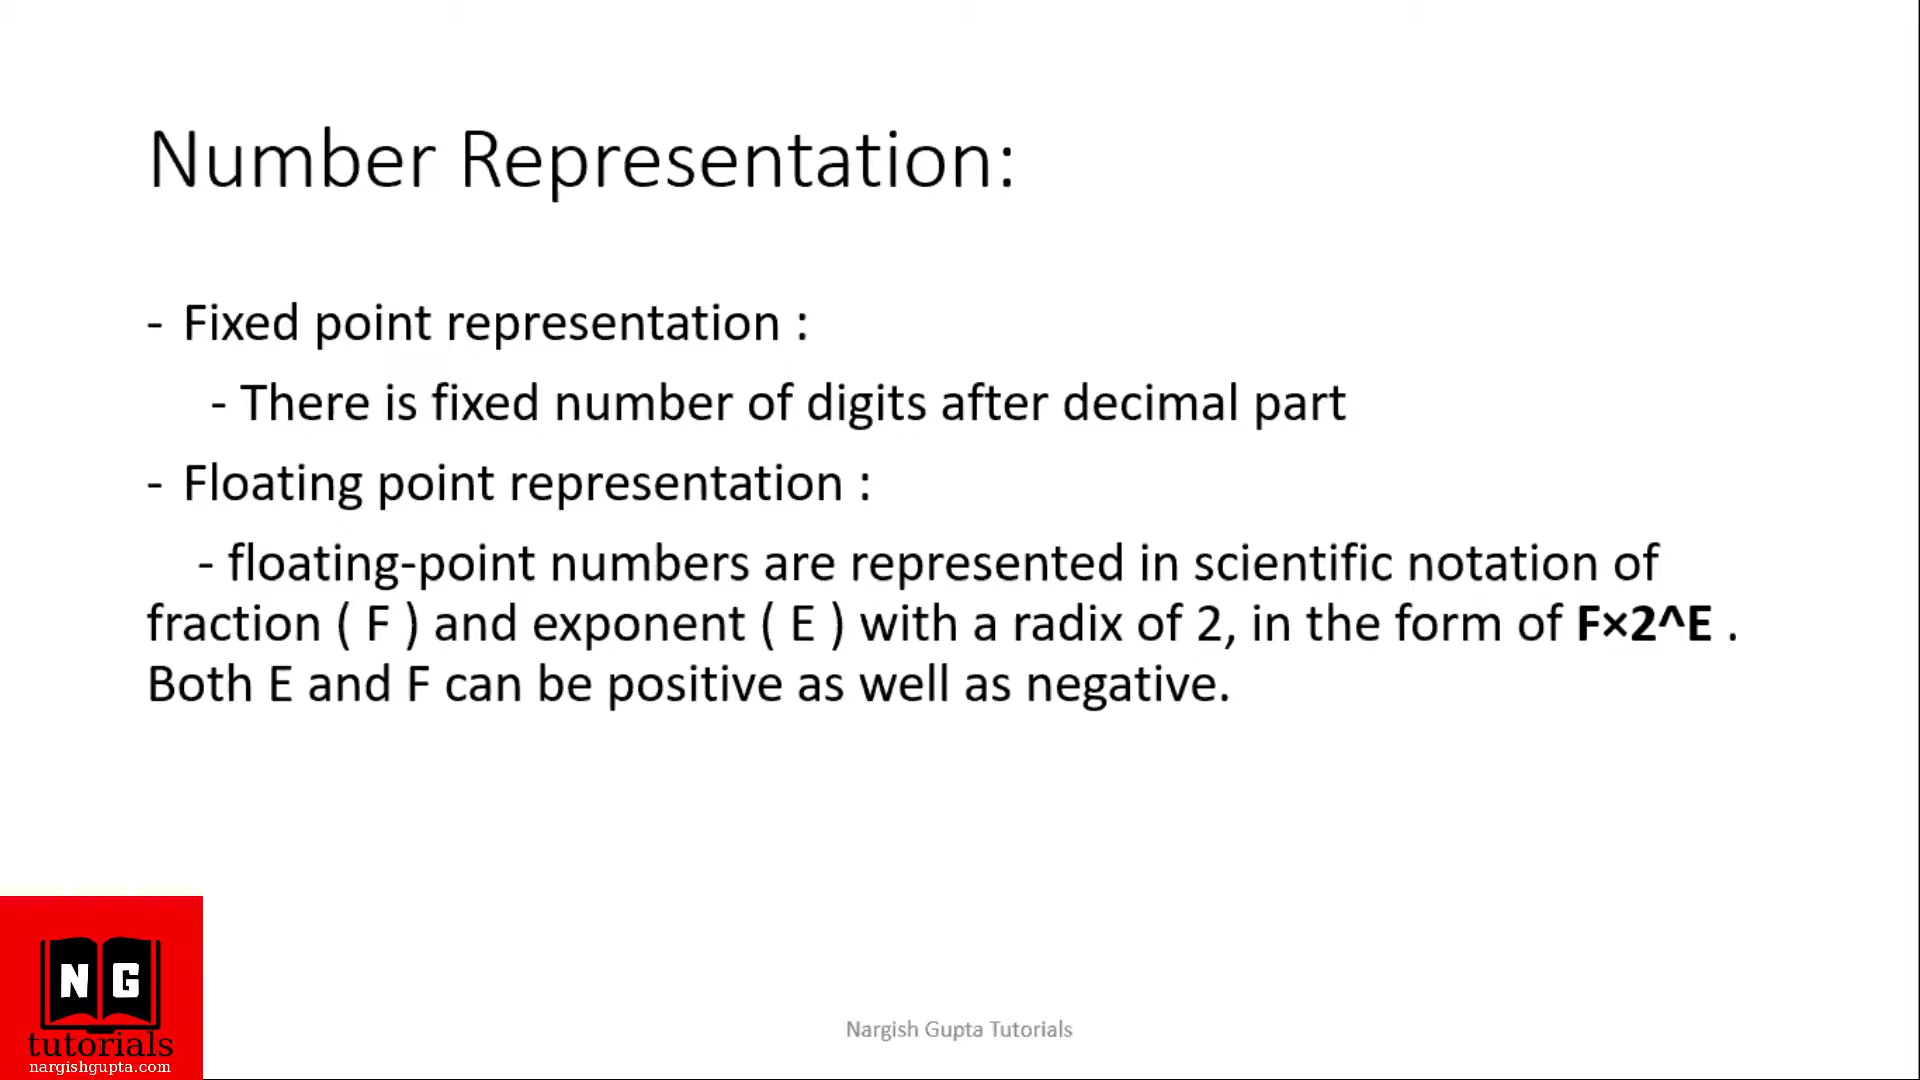 Number Representation:
- Fixed point representation :
- There is fixed number of digits after decimal part
- Floating point representation :
- floating-point numbers are represented in scientific notation of
fraction ( F ) and exponent ( E ) with a radix of 2, in the form of F×2^E .
Both E and F can be positive as well as negative.
N G
tutorials
nargishgupta.com
Nargish Gupta Tutorials